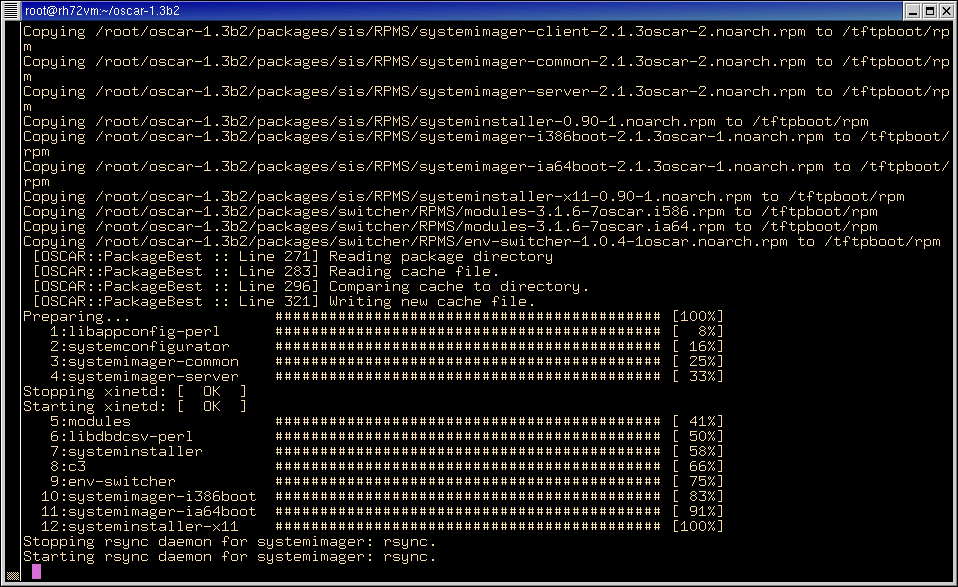 root@rh72vm:~/oscar-1.3b2
Copying /root/oscar-1.3b2/packages/sis/RPMS/systemimager-client-2.1.3oscar-2.noarch.rpm to /tftpboot/rp
m
Copying /root/oscar-1.3b2/packages/sis/RPMS/systemimager-common-2.1.3oscar-2.noarch.rpm to /tftpboot/rp
m
Copying /root/oscar-1.3b2/packages/sis/RPMS/systemimager-server-2.1.3oscar-2.noarch.rpm to /tftpboot/rp
m
Copying /root/oscar-1.3b2/packages/sis/RPMS/systeminstaller-0.90-1.noarch.rpm to /tftpboot/rpm
Copying /root/oscar-1.3b2/packages/sis/RPMS/systemimager-i386boot-2.1.3oscar-1.noarch.rpm to /tftpboot/
rpm
Copying /root/oscar-1.3b2/packages/sis/RPMS/systemimager-ia64boot-2.1.3oscar-1.noarch.rpm to /tftpboot/
rpm
Copying /root/oscar-1.3b2/packages/sis/RPMS/systeminstaller-x11-0.90-1.noarch.rpm to /tftpboot/rpm
Copying /root/oscar-1.3b2/packages/switcher/RPMS/modules-3.1.6-7oscar.i586.rpm to /tftpboot/rpm
Copying /root/oscar-1.3b2/packages/switcher/RPMS/modules-3.1.6-7oscar.ia64.rpm to /tftpboot/rpm
Copying /root/oscar-1.3b2/packages/switcher/RPMS/env-switcher-1.0.4-1oscar.noarch.rpm to /tftpboot/rpm
[OSCAR::PackageBest :: Line 271] Reading package directory
[OSCAR::PackageBest :: Line 283] Reading cache file.
[OSCAR::PackageBest :: Line 296] Comparing cache to directory.
[OSCAR::PackageBest :: Line 321] Writing new cache file.
Preparing... ########################################### [100%]
1:libappconfig-perl ########################################### [ 8%]
2:systemconfigurator ########################################### [ 16%]
3:systemimager-common ########################################### [ 25%]
4:systemimager-server ########################################### [ 33%]
Stopping xinetd: [ OK ]
Starting xinetd: [ OK ]
5:modules ########################################### [ 41%]
6:libdbdcsv-perl ########################################### [ 50%]
7:systeminstaller ########################################### [ 58%]
8:c3 ########################################### [ 66%]
9:env-switcher ########################################### [ 75%]
10:systemimager-i386boot ########################################### [ 83%]
11:systemimager-ia64boot ########################################### [ 91%]
12:systeminstaller-x11 ########################################### [100%]
Stopping rsync daemon for systemimager: rsync.
Starting rsync daemon for systemimager: rsync.